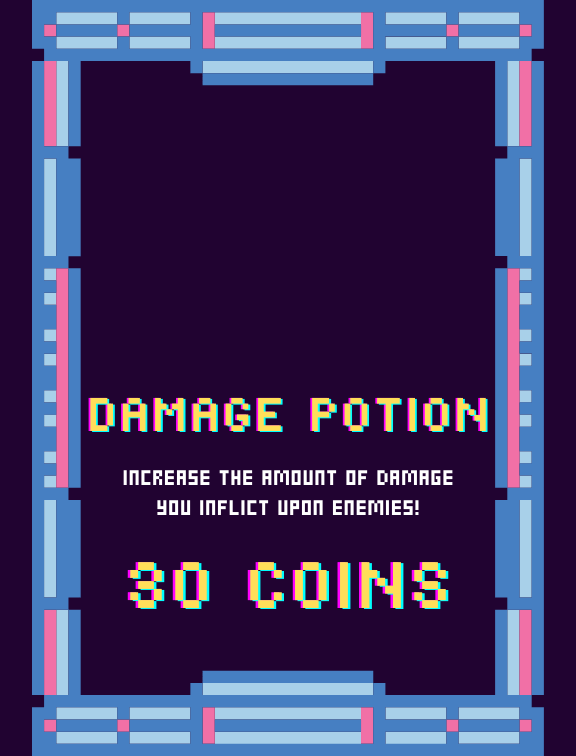 DAMAGE POTION
INCREASE THE AMOUNT OF DAMAGE
YOU INFLICT UPON ENEMIES!
30 COINS